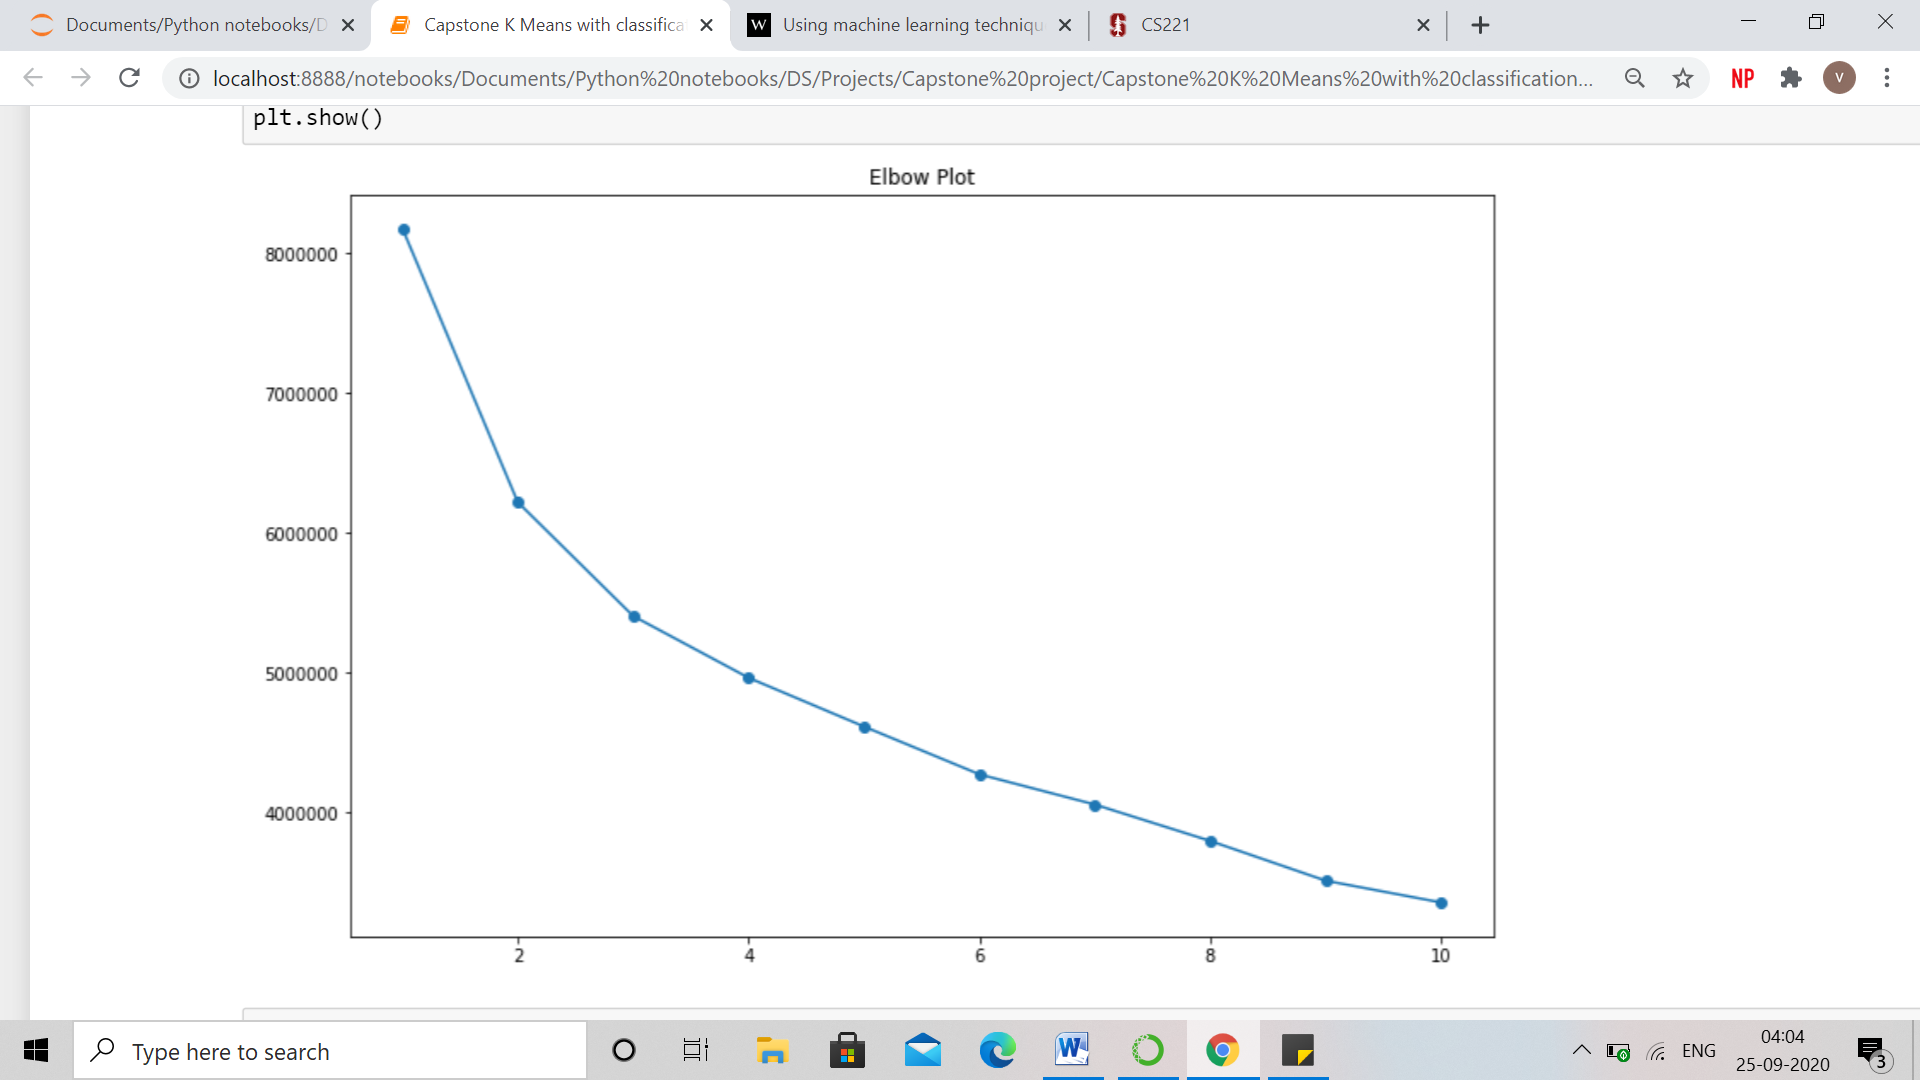 Documents/Python notebooks/D
Capstone K Means with classifica
W
Using machine learning techniqu
CS221
localhost:8888/notebooks/Documents/Python%20notebooks/DS/Projects/Capstone%20project/Capstone%20K%20Means%20with%20classification...
NP
V
plt.show()
Elbow Plot
8000000
7000000
6000000
5000000
4000000
2
4
6
8
10
Type here to search
W
ENG
04:04
25-09-2020
3